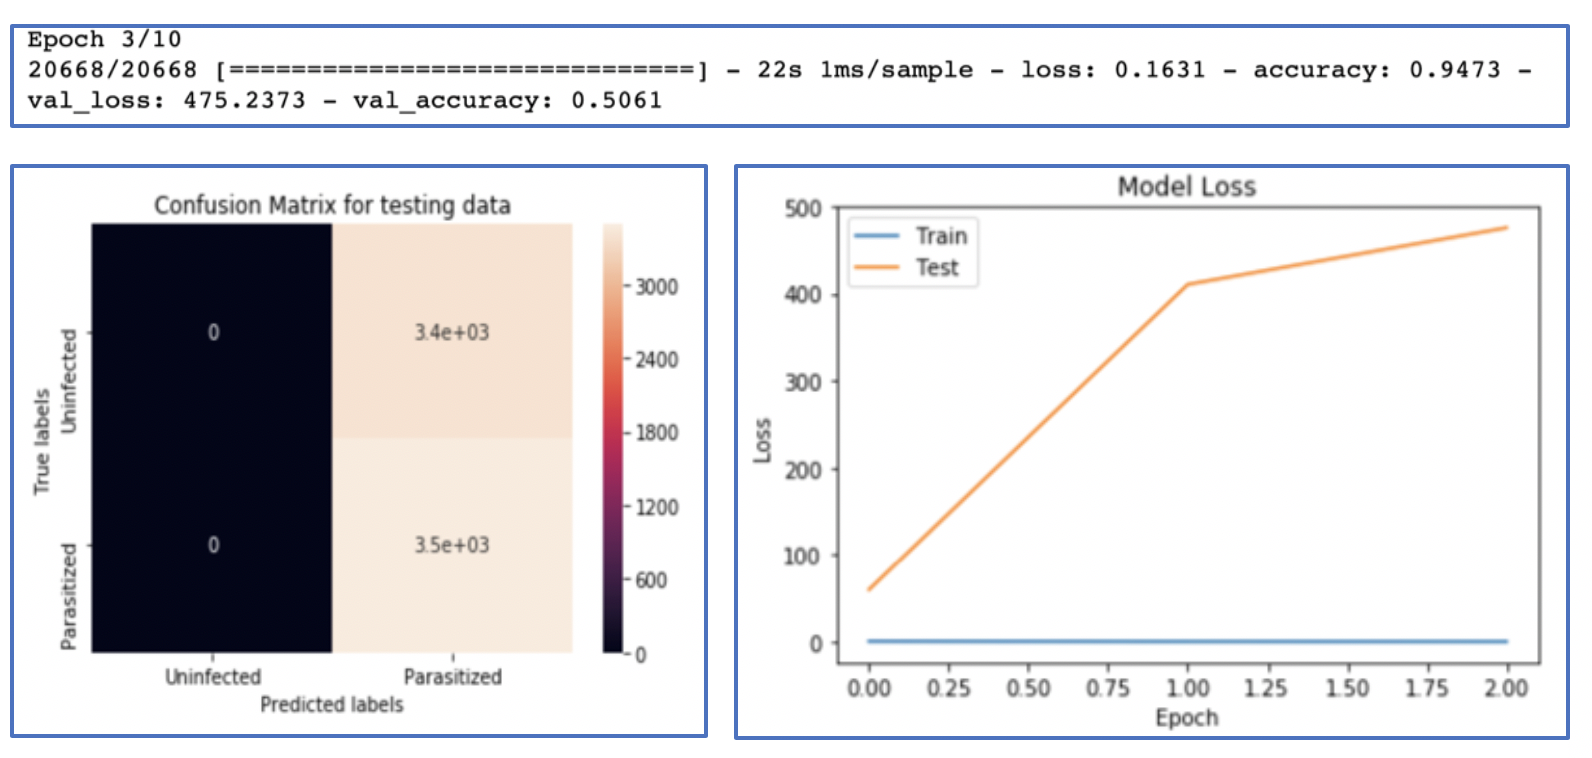 Epoch 3/10
20668/20668 [==============================] - 22s 1ms/sample - loss: 0.1631 - accuracy: 0.9473 -
val_loss: 475.2373 - val_accuracy: 0.5061
Confusion Matrix for testing data
True labels
Uninfected
Parasitized
0
3.4e+03
0
3.5e+03
Uninfected
Parasitized
Predicted labels
3000
2400
1800
1200
600
0
Model Loss
Train
Test
Loss
500
400
300
200
100
0
0.00 0.25 0.50 0.75 1.00 1.25 1.50 1.75 2.00
Epoch